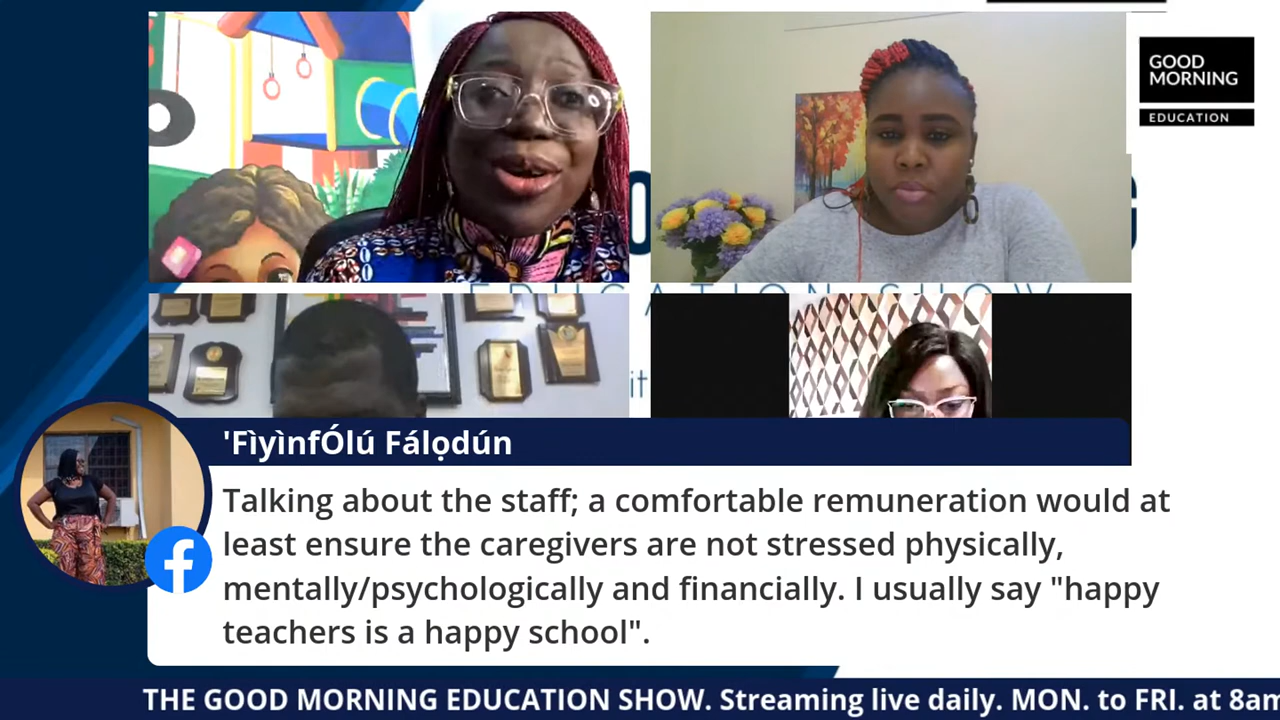 GOOD
MORNING
EDUCATION
EDUCATION SHOW
'FìyìnfÓlú Fálọdún
Talking about the staff; a comfortable remuneration would at
least ensure the caregivers are not stressed physically,
mentally/psychologically and financially. I usually say "happy
teachers is a happy school".
THE GOOD MORNING EDUCATION SHOW. Streaming live daily. MON. to FRI. at 8am